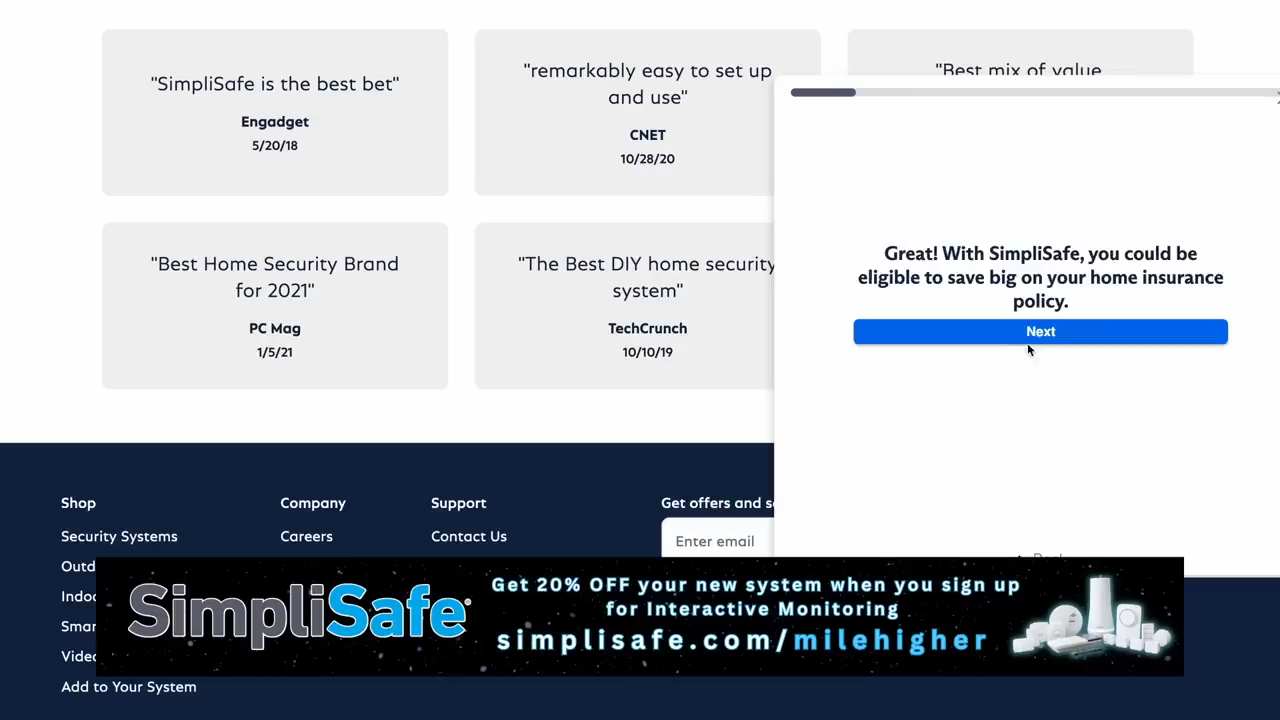 "SimpliSafe is the best bet"
Engadget
5/20/18
"remarkably easy to set up
and use"
CNET
10/28/20
"Best mix of value
"Best Home Security Brand
for 2021"
PC Mag
1/5/21
"The Best DIY home security
system"
TechCrunch
10/10/19
Great! With SimpliSafe, you could be
eligible to save big on your home insurance
policy.
Next
Shop
Security Systems
Outd
Indoo
Smar
Video
Add to Your System
Company
Careers
Support
Contact Us
Get offers and s
Enter email
SimpliSafe
Get 20% OFF your new system when you sign up
for Interactive Monitoring
simplisafe.com/milehigher